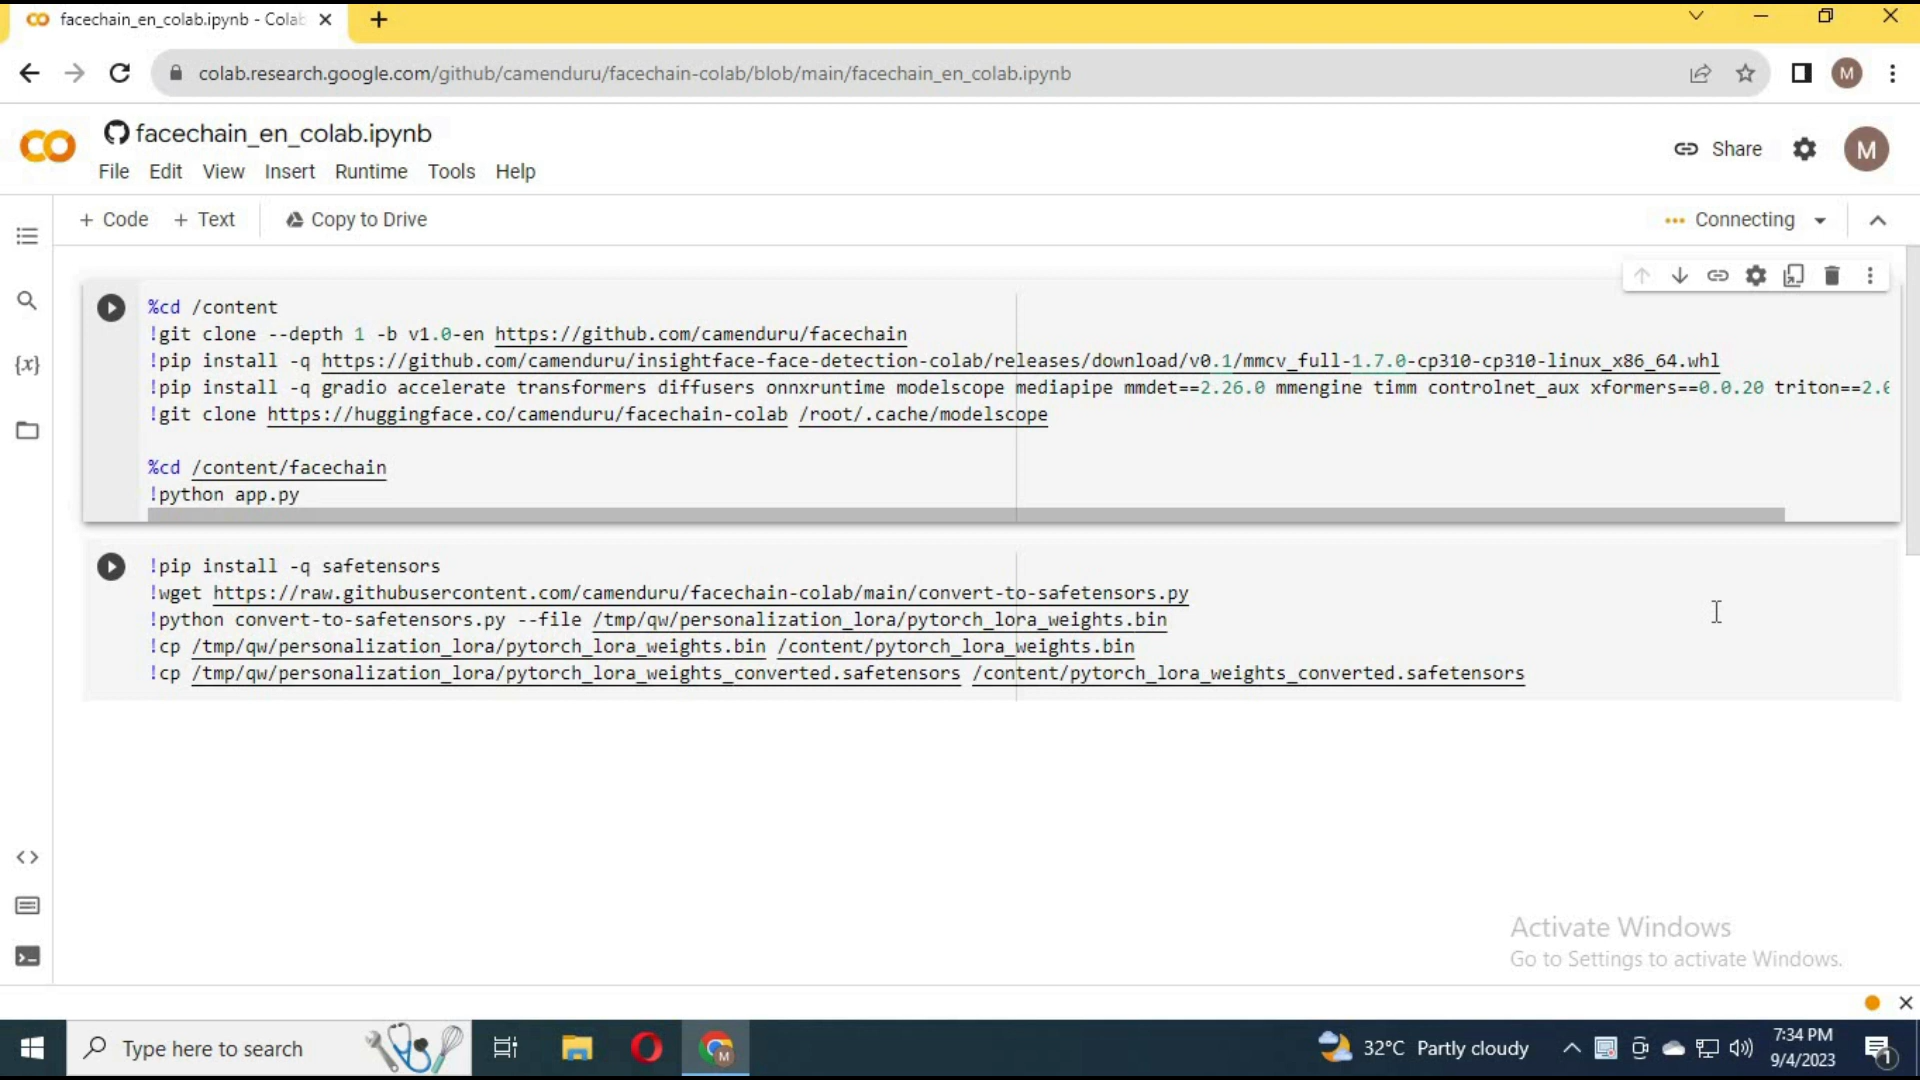 facechain_en_colab.ipynb - Colab
colab.research.google.com/github/camenduru/facechain-colab/blob/main/facechain_en_colab.ipynb
M
facechain_en_colab.ipynb
Share
M
File Edit View Insert Runtime Tools Help
+ Code + Text Copy to Drive
Connecting
%cd /content
!git clone --depth 1 -b v1.0-en https://github.com/camenduru/facechain
!pip install -q https://github.com/camenduru/insightface-face-detection-colab/releases/download/v0.1/mmcv_full-1.7.0-cp310-cp310-linux_x86_64.whl
!pip install -q gradio accelerate transformers diffusers onnxruntime modelscope mediapipe mmdet==2.26.0 mmengine timm controlnet_aux xformers==0.0.20 triton==2.0
!git clone https://huggingface.co/camenduru/facechain-colab /root/.cache/modelscope
%cd /content/facechain
!python app.py
!pip install -q safetensors
!wget https://raw.githubusercontent.com/camenduru/facechain-colab/main/convert-to-safetensors.py
!python convert-to-safetensors.py --file /tmp/qw/personalization_lora/pytorch_lora_weights.bin
!cp /tmp/qw/personalization_lora/pytorch_lora_weights.bin /content/pytorch_lora_weights.bin
!cp /tmp/qw/personalization_lora/pytorch_lora_weights_converted.safetensors /content/pytorch_lora_weights_converted.safetensors
{x}
Activate Windows
Go to Settings to activate Windows.
Type here to search
M
32°C Partly cloudy
7:34 PM
9/4/2023
1